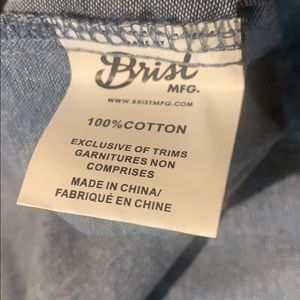 Brist
MFG.
WWW.BRISTMFG.COM
100%COTTON
EXCLUSIVE OF TRIMS
GARNITURES NON
COMPRISES
MADE IN CHINA/
FABRIQUÉ EN CHINE